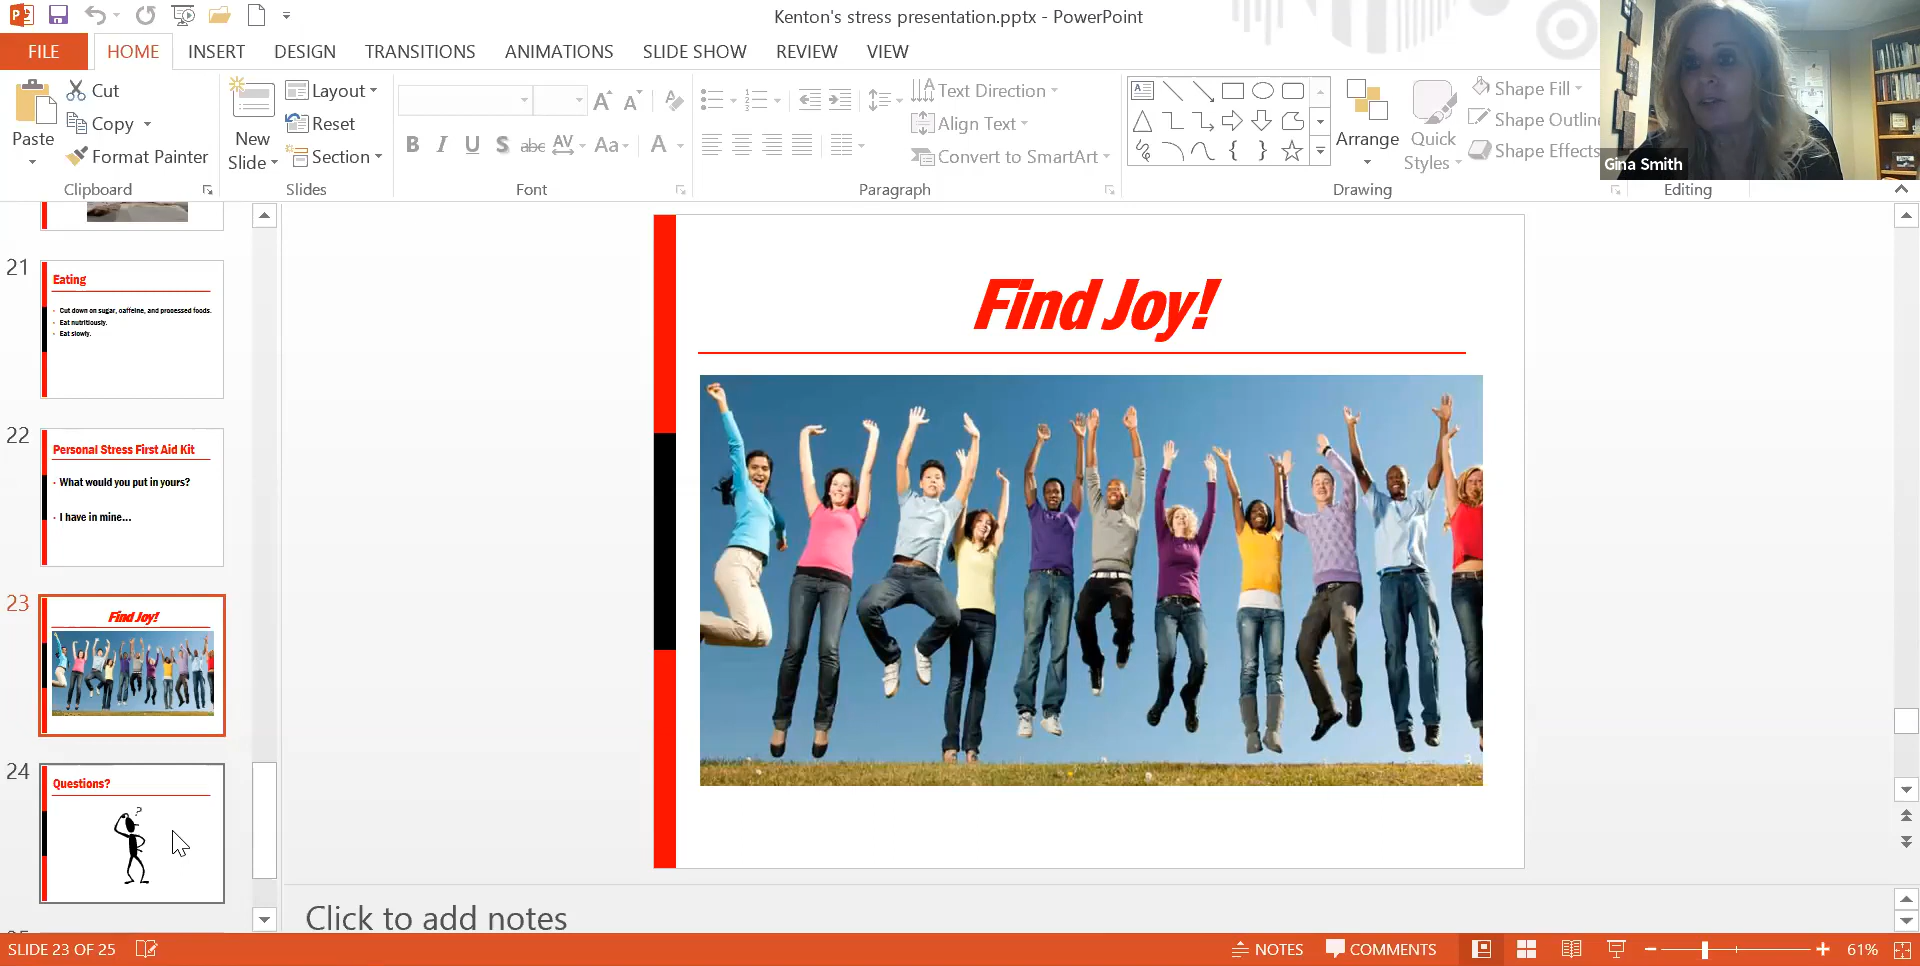 Kenton's stress presentation.pptx - PowerPoint
FILE HOME INSERT DESIGN TRANSITIONS ANIMATIONS SLIDE SHOW REVIEW VIEW
Paste
Cut
Copy
Format Painter
Clipboard
New
Slide
Layout
Reset
Section
Slides
B I U S abc AV Aa A
Font
Text Direction
Align Text
Convert to SmartArt
Paragraph
Arrange
Quick
Styles
Shape Fill
Shape Outlin
Shape Effects
Drawing
Editing
Gina Smith
21
Eating
Cut down on sugar, caffeine, and processed foods.
Eat nutritiously.
Eat slowly.
22
Personal Stress First Aid Kit
What would you put in yours?
I have in mine...
23
Find Joy!
24
Questions?
?
Find Joy!
Click to add notes
SLIDE 23 OF 25
NOTES
COMMENTS
61%